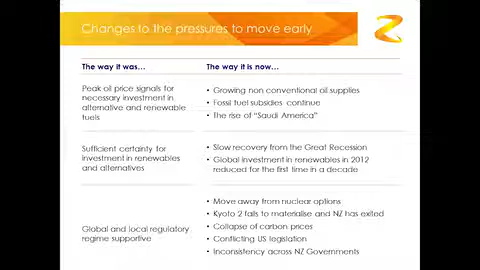 Changes to the pressures to move early
The way it was...
The way it is now...
Peak oil price signals for
necessary investment in
alternative and renewable
fuels
• Growing non conventional oil supplies
• Fossil fuel subsidies continue
• The rise of “Saudi America”
Sufficient certainty for
investment in renewables
and alternatives
• Slow recovery from the Great Recession
• Global investment in renewables in 2012
reduced for the first time in a decade
Global and local regulatory
regime supportive
• Move away from nuclear options
• Kyoto 2 fails to materialise and NZ has exited
• Collapse of carbon prices
• Conflicting US legislation
• Inconsistency across NZ Governments